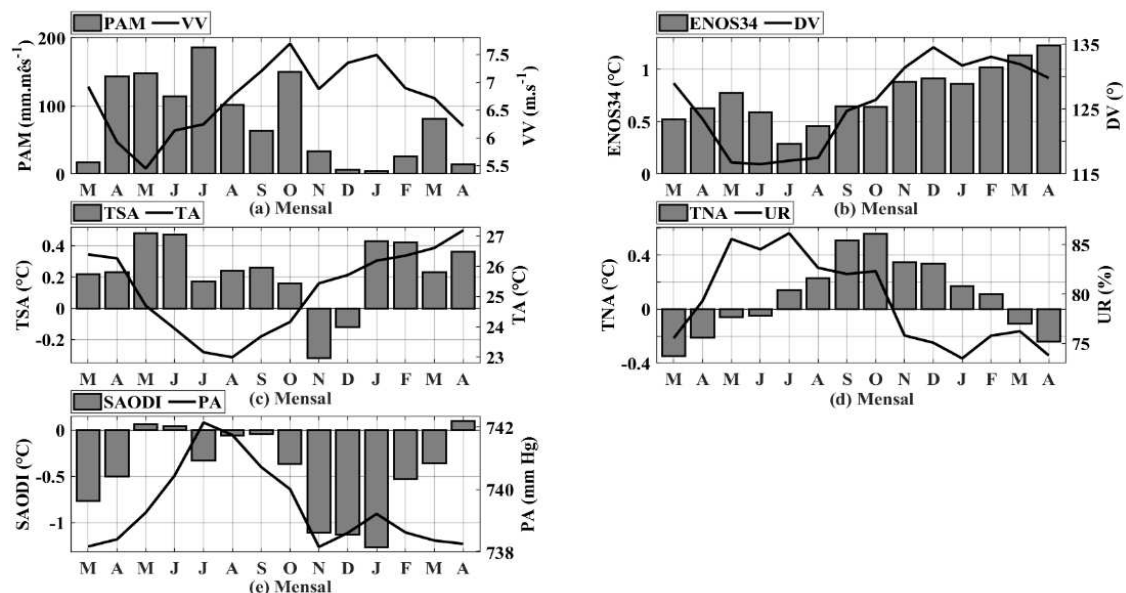 PAM VV
200
100
0
PAM (mm.mês-1)
7.5
7
6.5
6
5.5
VV (m.s-1)
M A M J J A S O N D J F M A
(a) Mensal
ENOS34 DV
1
0.5
0
ENOS34 (°C)
135
125
115
DV (°)
M A M J J A S O N D J F M A
(b) Mensal
TSA TA
0.4
0.2
0
-0.2
TSA (°C)
27
26
25
24
23
TA (°C)
M A M J J A S O N D J F M A
(c) Mensal
TNA UR
0.4
0
-0.4
TNA (°C)
85
80
75
UR (%)
M A M J J A S O N D J F M A
(d) Mensal
SAODI PA
0
-0.5
-1
SAODI (°C)
742
740
738
PA (mm Hg)
M A M J J A S O N D J F M A
(e) Mensal